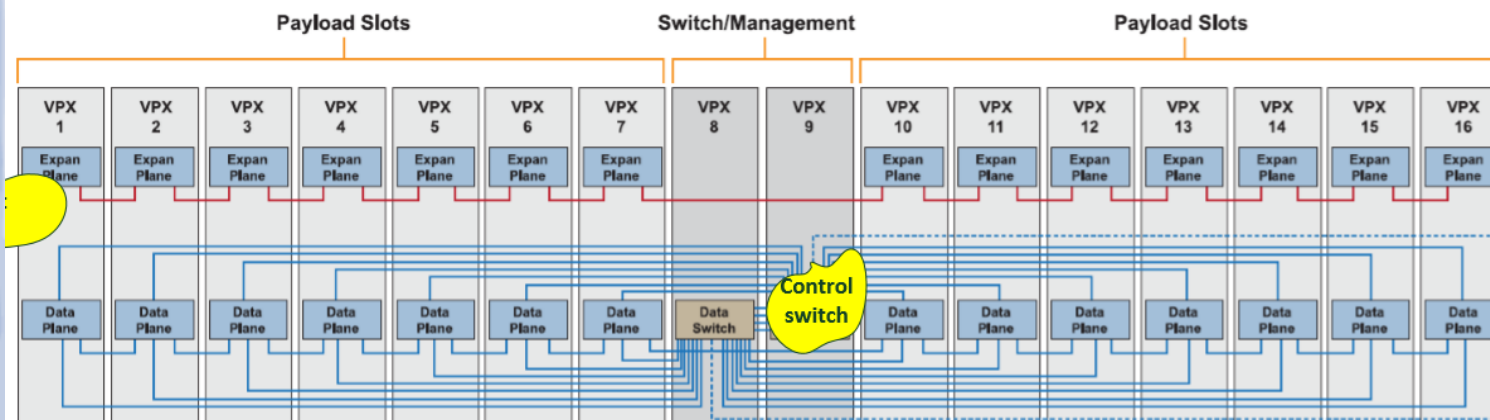 Payload Slots
Switch/Management
Payload Slots
VPX 1
VPX 2
VPX 3
VPX 4
VPX 5
VPX 6
VPX 7
VPX 8
VPX 9
VPX 10
VPX 11
VPX 12
VPX 13
VPX 14
VPX 15
VPX 16
Expan
Plane
Expan
Plane
Expan
Plane
Expan
Plane
Expan
Plane
Expan
Plane
Expan
Plane
Expan
Plane
Expan
Plane
Expan
Plane
Expan
Plane
Expan
Plane
Expan
Plane
Expan
Plane
Data
Plane
Data
Plane
Data
Plane
Data
Plane
Data
Plane
Data
Plane
Data
Plane
Data
Switch
Control
switch
Data
Plane
Data
Plane
Data
Plane
Data
Plane
Data
Plane
Data
Plane
Data
Plane